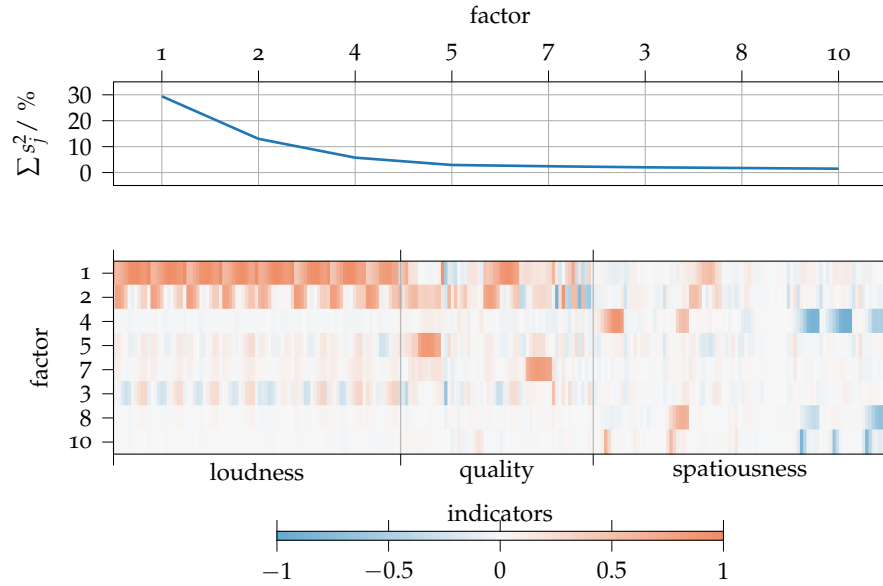 factor
1 2 4 5 7 3 8 10
∑ s_j^2 / %
30
20
10
0
factor
1
2
4
5
7
3
8
10
loudness quality spatiousness
indicators
−1 −0.5 0 0.5 1